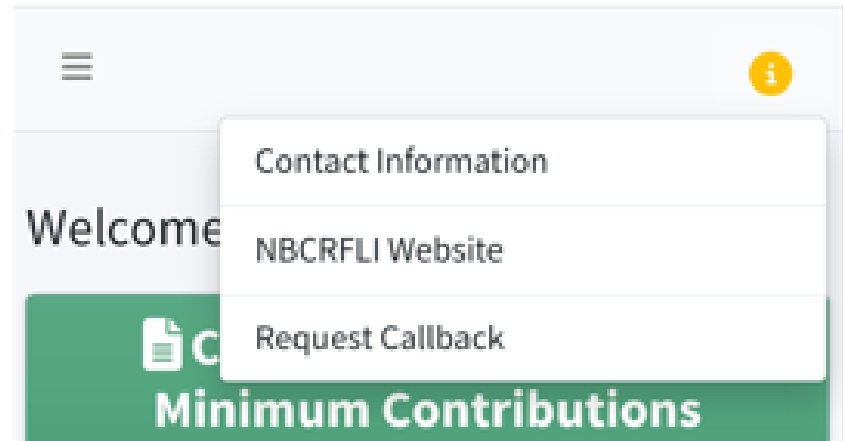 Contact Information
Welcome
NBCRFLI Website
Request Callback
C
Minimum Contributions